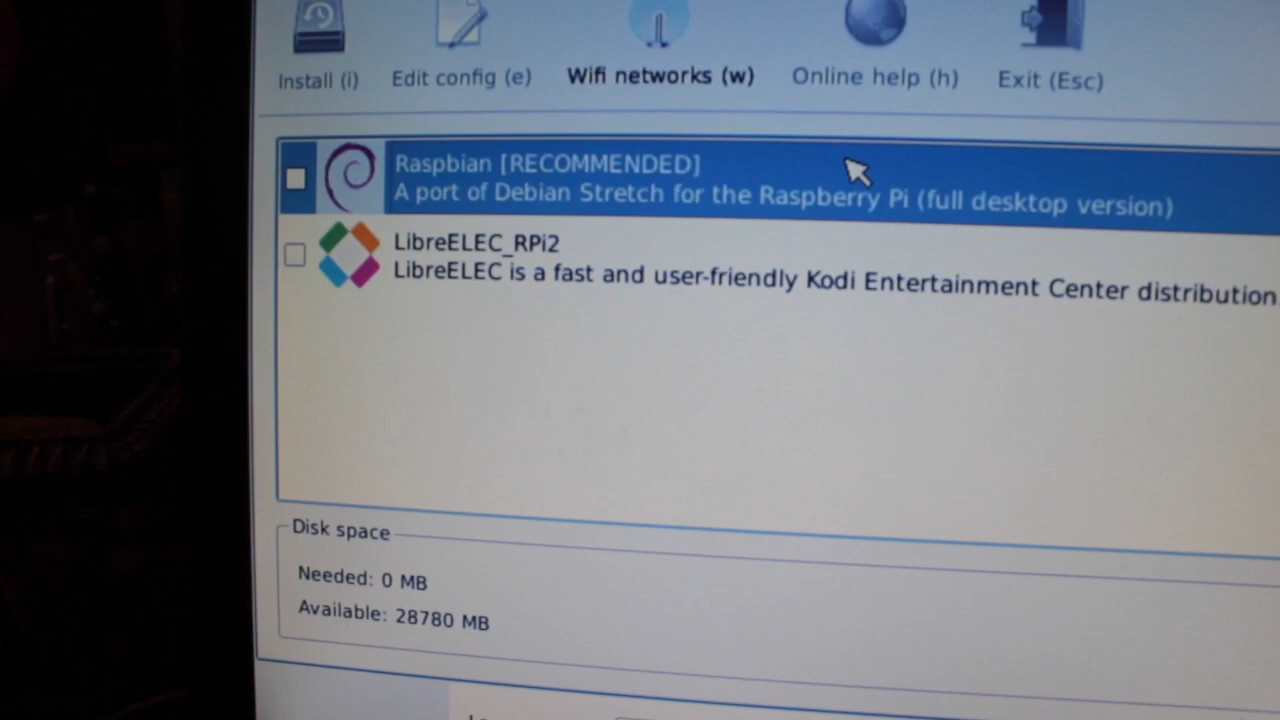 Install (i) Edit config (e) Wifi networks (w) Online help (h) Exit (Esc)
Raspbian [RECOMMENDED]
A port of Debian Stretch for the Raspberry Pi (full desktop version)
LibreELEC_RPi2
LibreELEC is a fast and user-friendly Kodi Entertainment Center distribution
Disk space
Needed: 0 MB
Available: 28780 MB